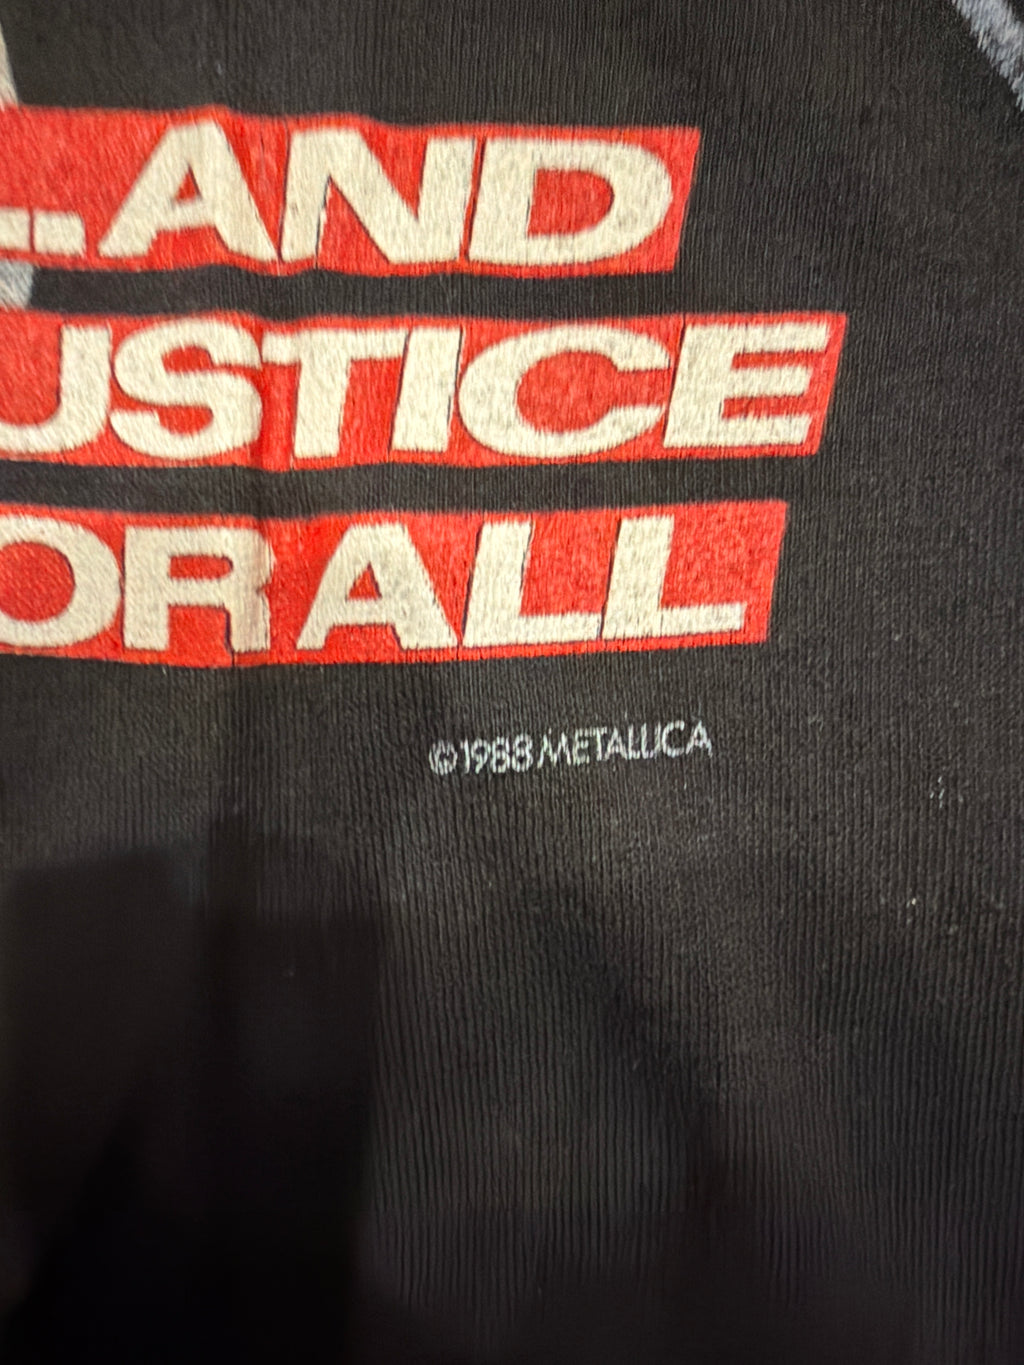 ...AND
USTICE
OR ALL
©1988 METALLICA